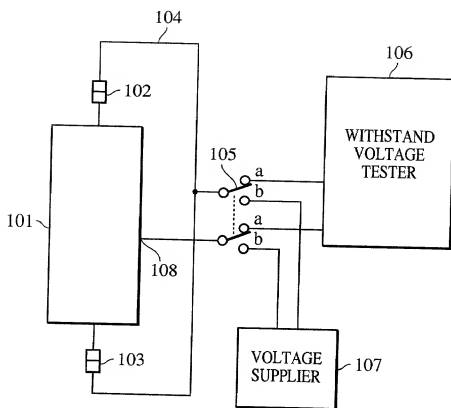 104
106
102
WITHSTAND
VOLTAGE
TESTER
105
a
b
101
a
b
108
103
VOLTAGE
SUPPLIER
107